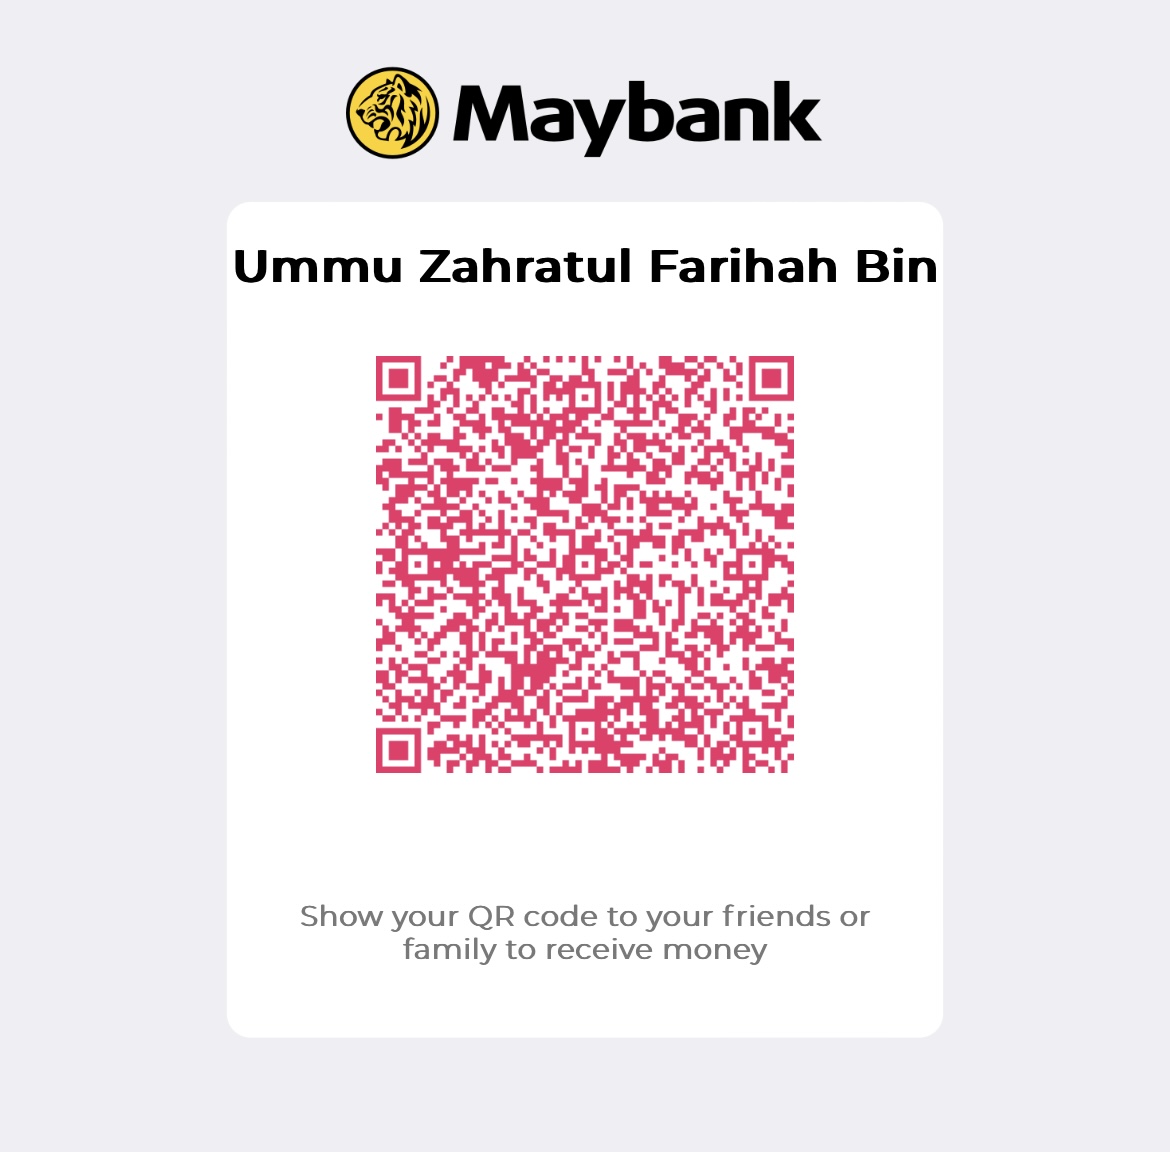 Maybank
Ummu Zahratul Farihah Bin
Show your QR code to your friends or
family to receive money